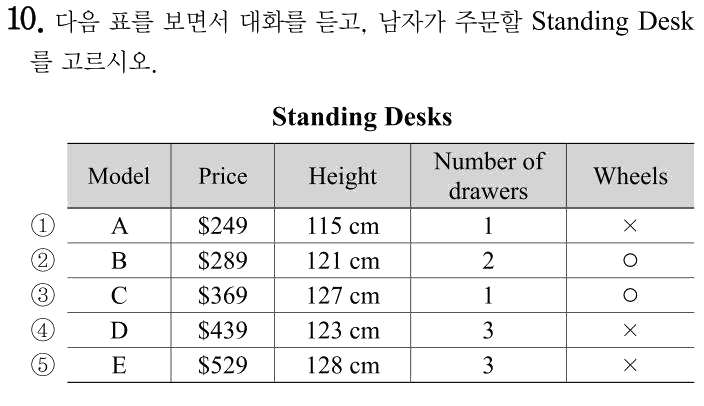 10. 다음 표를 보면서 대화를 듣고, 남자가 주문할 Standing Desk
를 고르시오.
Standing Desks
Model Price Height Number of drawers Wheels
① A $249 115 cm 1 ×
② B $289 121 cm 2 ○
③ C $369 127 cm 1 ○
④ D $439 123 cm 3 ×
⑤ E $529 128 cm 3 ×